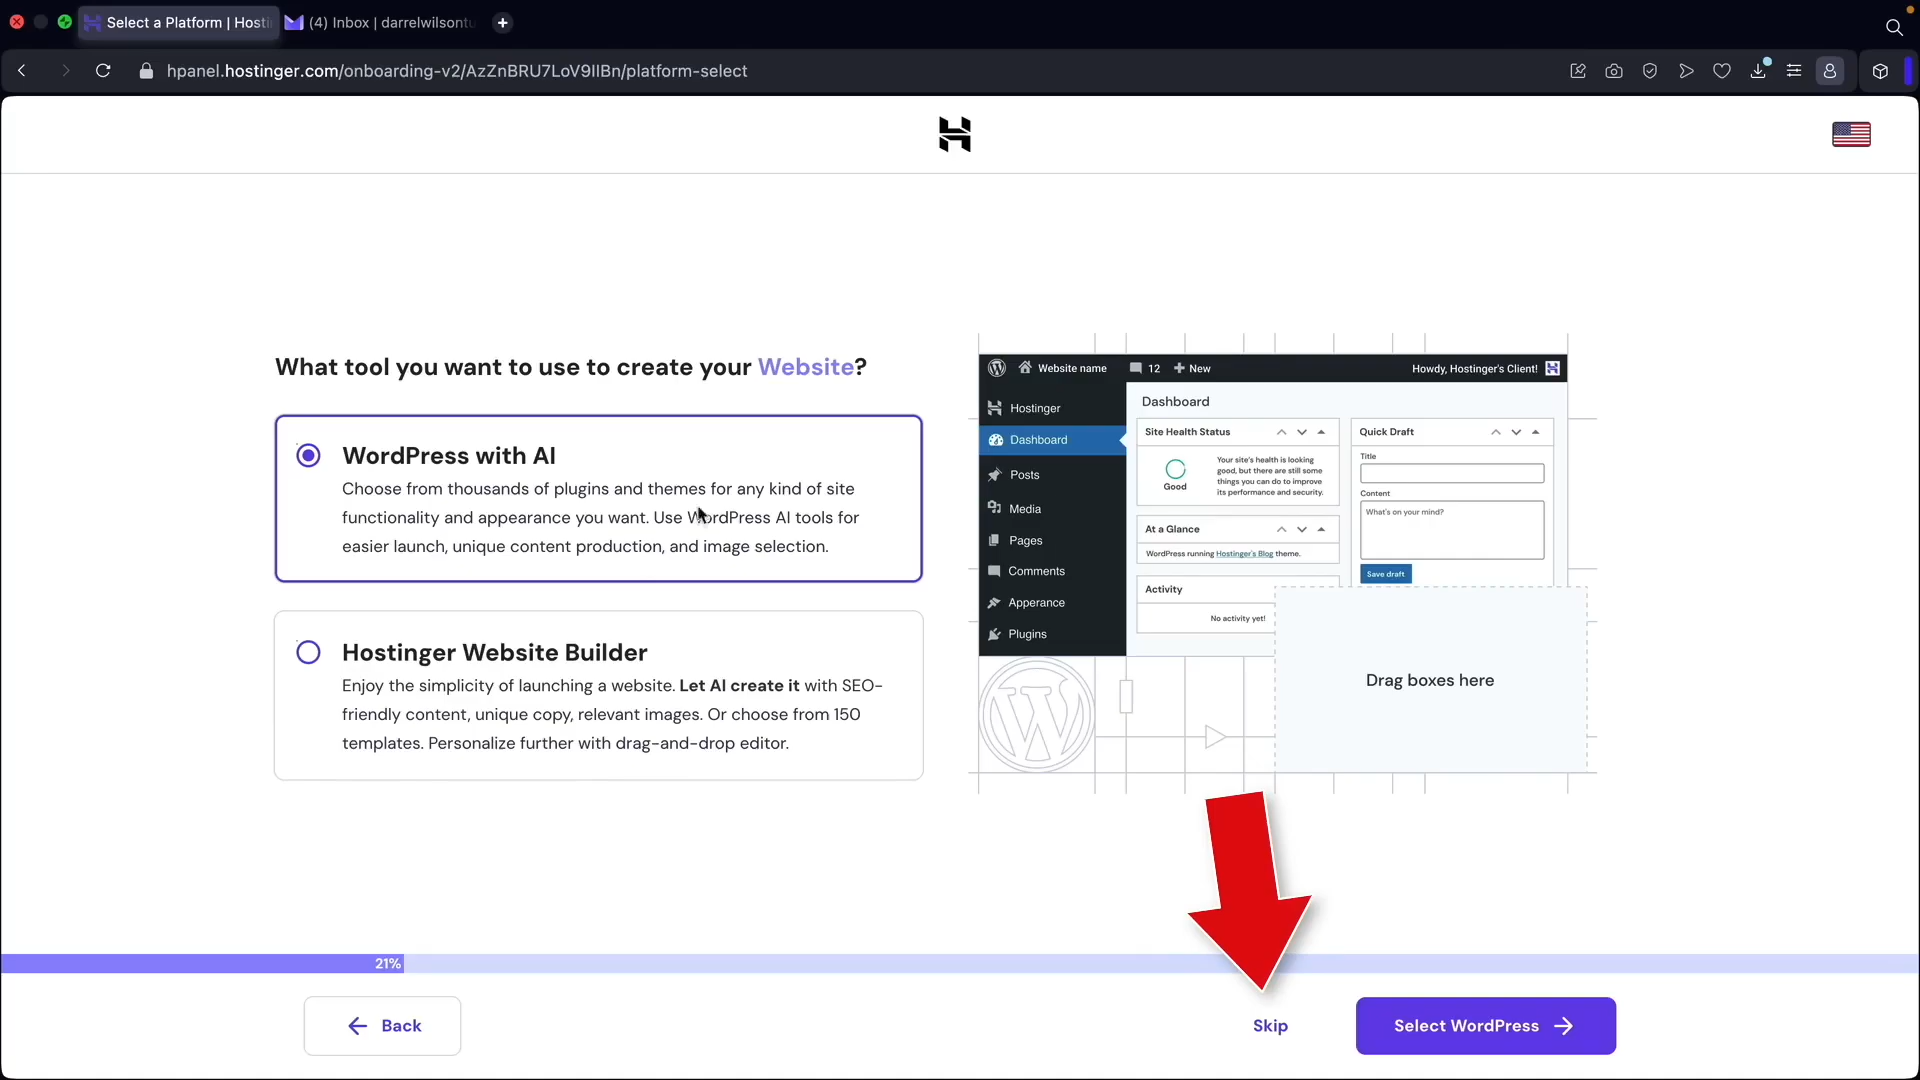 Select a Platform | Hosti
(4) Inbox | darrelwilsontu
hpanel.hostinger.com/onboarding-v2/AzZnBRU7LoV9IIBn/platform-select
What tool you want to use to create your Website?
WordPress with AI
Choose from thousands of plugins and themes for any kind of site
functionality and appearance you want. Use WordPress AI tools for
easier launch, unique content production, and image selection.
Hostinger Website Builder
Enjoy the simplicity of launching a website. Let AI create it with SEO-
friendly content, unique copy, relevant images. Or choose from 150
templates. Personalize further with drag-and-drop editor.
Website name
12
New
Howdy, Hostinger's Client!
Hostinger
Dashboard
Posts
Media
Pages
Comments
Apperance
Plugins
Dashboard
Site Health Status
Good
Your site's health is looking
good, but there are still some
things you can do to improve
its performance and security.
At a Glance
WordPress running Hostinger's Blog theme.
Activity
No activity yet!
Quick Draft
Title
Content
What's on your mind?
Save draft
Drag boxes here
21%
Back
Skip
Select WordPress